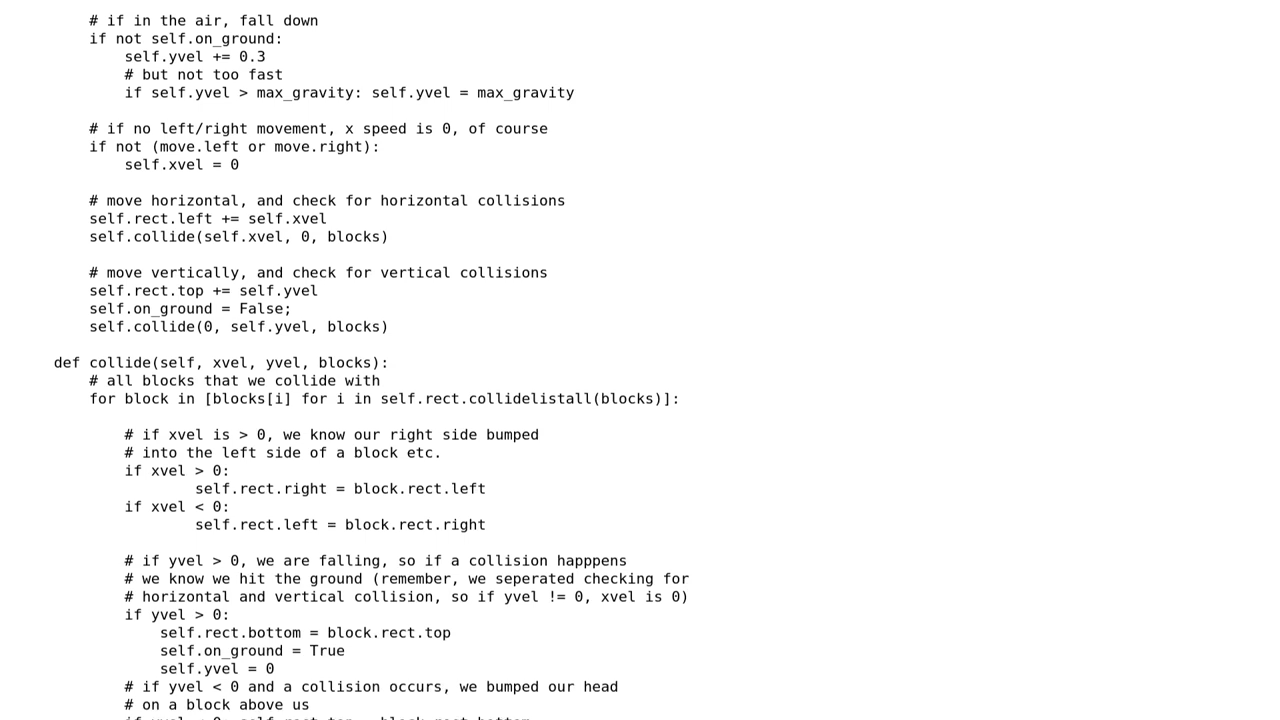 # if in the air, fall down
if not self.on_ground:
self.yvel += 0.3
# but not too fast
if self.yvel > max_gravity: self.yvel = max_gravity
# if no left/right movement, x speed is 0, of course
if not (move.left or move.right):
self.xvel = 0
# move horizontal, and check for horizontal collisions
self.rect.left += self.xvel
self.collide(self.xvel, 0, blocks)
# move vertically, and check for vertical collisions
self.rect.top += self.yvel
self.on_ground = False;
self.collide(0, self.yvel, blocks)
def collide(self, xvel, yvel, blocks):
# all blocks that we collide with
for block in [blocks[i] for i in self.rect.collidelistall(blocks)]:
# if xvel is > 0, we know our right side bumped
# into the left side of a block etc.
if xvel > 0:
self.rect.right = block.rect.left
if xvel < 0:
self.rect.left = block.rect.right
# if yvel > 0, we are falling, so if a collision happpens
# we know we hit the ground (remember, we seperated checking for
# horizontal and vertical collision, so if yvel != 0, xvel is 0)
if yvel > 0:
self.rect.bottom = block.rect.top
self.on_ground = True
self.yvel = 0
# if yvel < 0 and a collision occurs, we bumped our head
# on a block above us
if yvel < 0: self.rect.top = block.rect.bottom